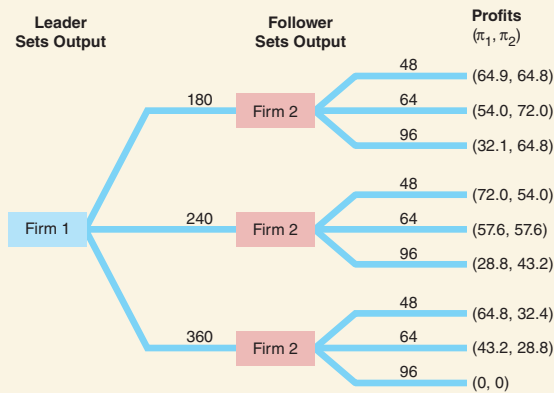 Leader
Sets Output
Follower
Sets Output
Profits
(π₁, π₂)
48
(64.9, 64.8)
180
Firm 2
64
(54.0, 72.0)
96
(32.1, 64.8)
48
(72.0, 54.0)
Firm 1
240
Firm 2
64
(57.6, 57.6)
96
(28.8, 43.2)
48
(64.8, 32.4)
360
Firm 2
64
(43.2, 28.8)
96
(0, 0)